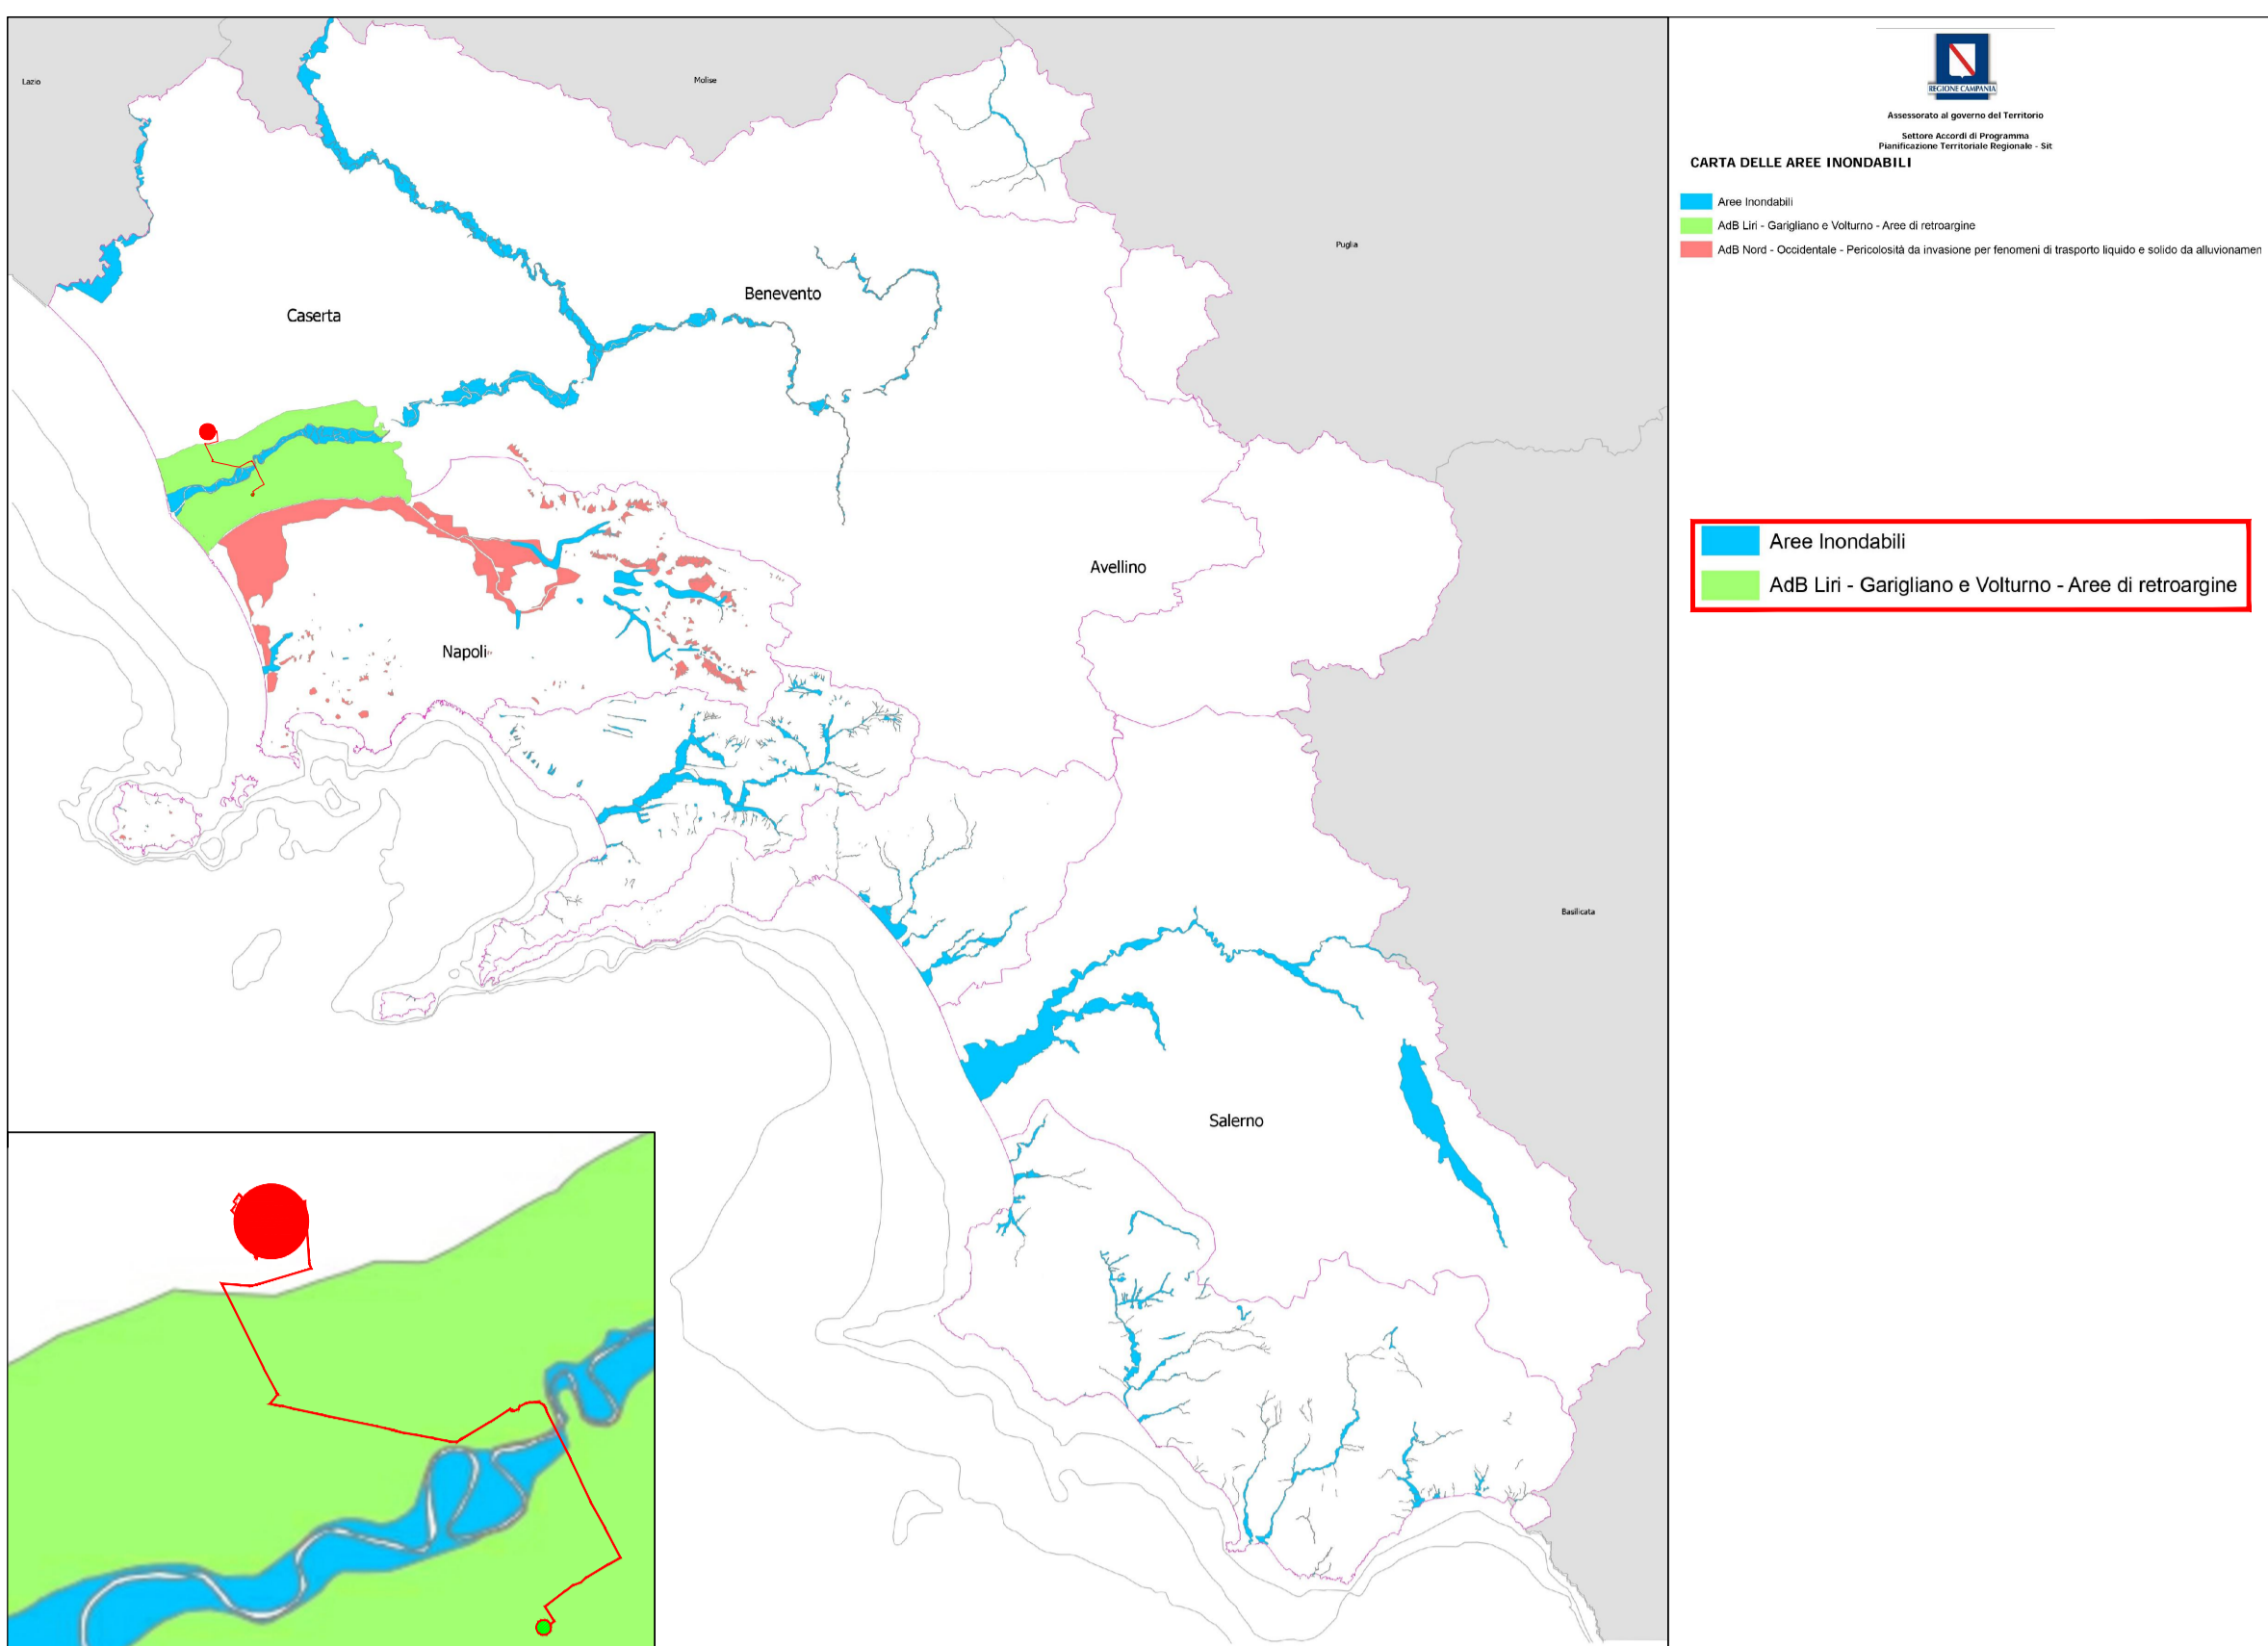 Lazio
Molise
Puglia
Benevento
Caserta
Avellino
Napoli
Basilicata
Salerno
REGIONE CAMPANIA
Assessorato al governo del Territorio
Settore Accordi di Programma
Pianificazione Territoriale Regionale - Sit
CARTA DELLE AREE INONDABILI
Aree Inondabili
AdB Liri - Garigliano e Volturno - Aree di retroargine
AdB Nord - Occidentale - Pericolosità da invasione per fenomeni di trasporto liquido e solido da alluvionamen
Aree Inondabili
AdB Liri - Garigliano e Volturno - Aree di retroargine